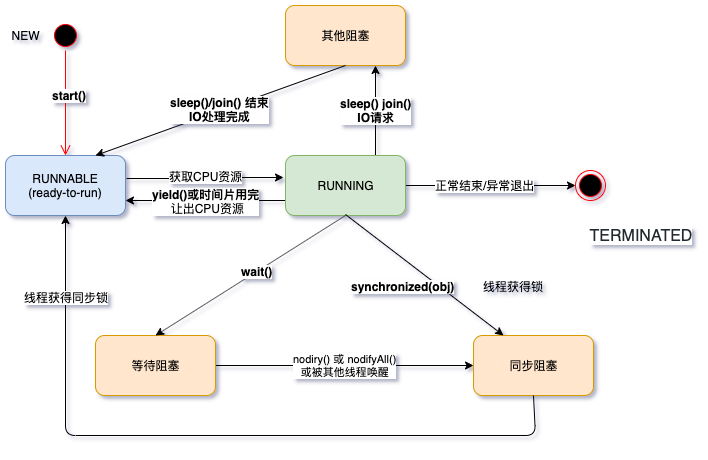 NEW
其他阻塞
start()
sleep()/join() 结束
IO处理完成
sleep() join()
IO请求
RUNNABLE
(ready-to-run)
获取CPU资源
RUNNING
正常结束/异常退出
yield()或时间片用完
让出CPU资源
TERMINATED
wait()
synchronized(obj)
线程获得锁
线程获得同步锁
等待阻塞
nodiry() 或 nodifyAll()
或被其他线程唤醒
同步阻塞